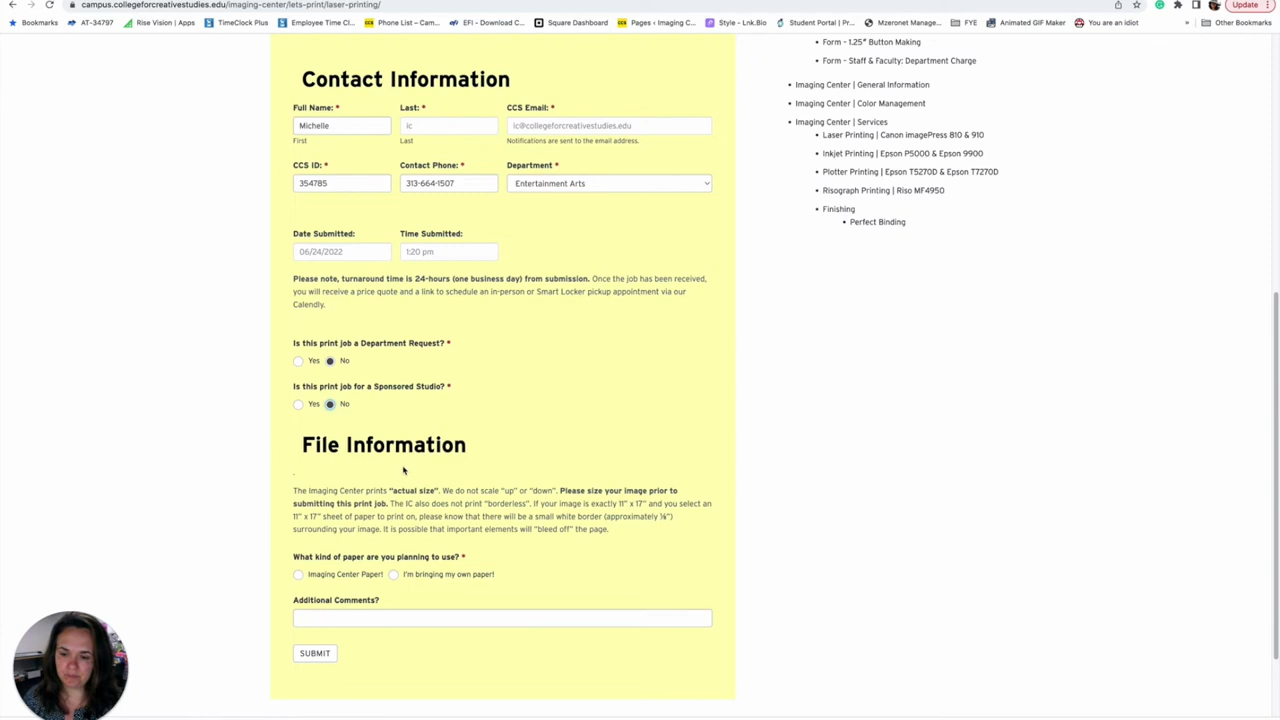 campus.collegeforcreativestudies.edu/imaging-center/lets-print/laser-printing/
Update
Bookmarks AT-34797 Rise Vision | Apps TimeClock Plus Employee Time Cl... Phone List – Cam... EFI - Download C... Square Dashboard Pages ‹ Imaging C... Style - Lnk.Bio Student Portal | Pr... Mzeronet Manage... FYE Animated GIF Maker You are an idiot » Other Bookmarks
Contact Information
Full Name: * Last: * CCS Email: *
Michelle ic ic@collegeforcreativestudies.edu
First Last Notifications are sent to the email address.
CCS ID: * Contact Phone: * Department *
354785 313-664-1507 Entertainment Arts
Date Submitted: Time Submitted:
06/24/2022 1:20 pm
Please note, turnaround time is 24-hours (one business day) from submission. Once the job has been received,
you will receive a price quote and a link to schedule an in-person or Smart Locker pickup appointment via our
Calendly.
Is this print job a Department Request? *
Yes No
Is this print job for a Sponsored Studio? *
Yes No
File Information
.
The Imaging Center prints "actual size". We do not scale "up" or "down". Please size your image prior to
submitting this print job. The IC also does not print "borderless". If your image is exactly 11" x 17" and you select an
11" x 17" sheet of paper to print on, please know that there will be a small white border (approximately ⅛")
surrounding your image. It is possible that important elements will "bleed off" the page.
What kind of paper are you planning to use? *
Imaging Center Paper! I'm bringing my own paper!
Additional Comments?
SUBMIT
• Form – 1.25″ Button Making
• Form – Staff & Faculty: Department Charge
• Imaging Center | General Information
• Imaging Center | Color Management
• Imaging Center | Services
• Laser Printing | Canon imagePress 810 & 910
• Inkjet Printing | Epson P5000 & Epson 9900
• Plotter Printing | Epson T5270D & Epson T7270D
• Risograph Printing | Riso MF4950
• Finishing
• Perfect Binding